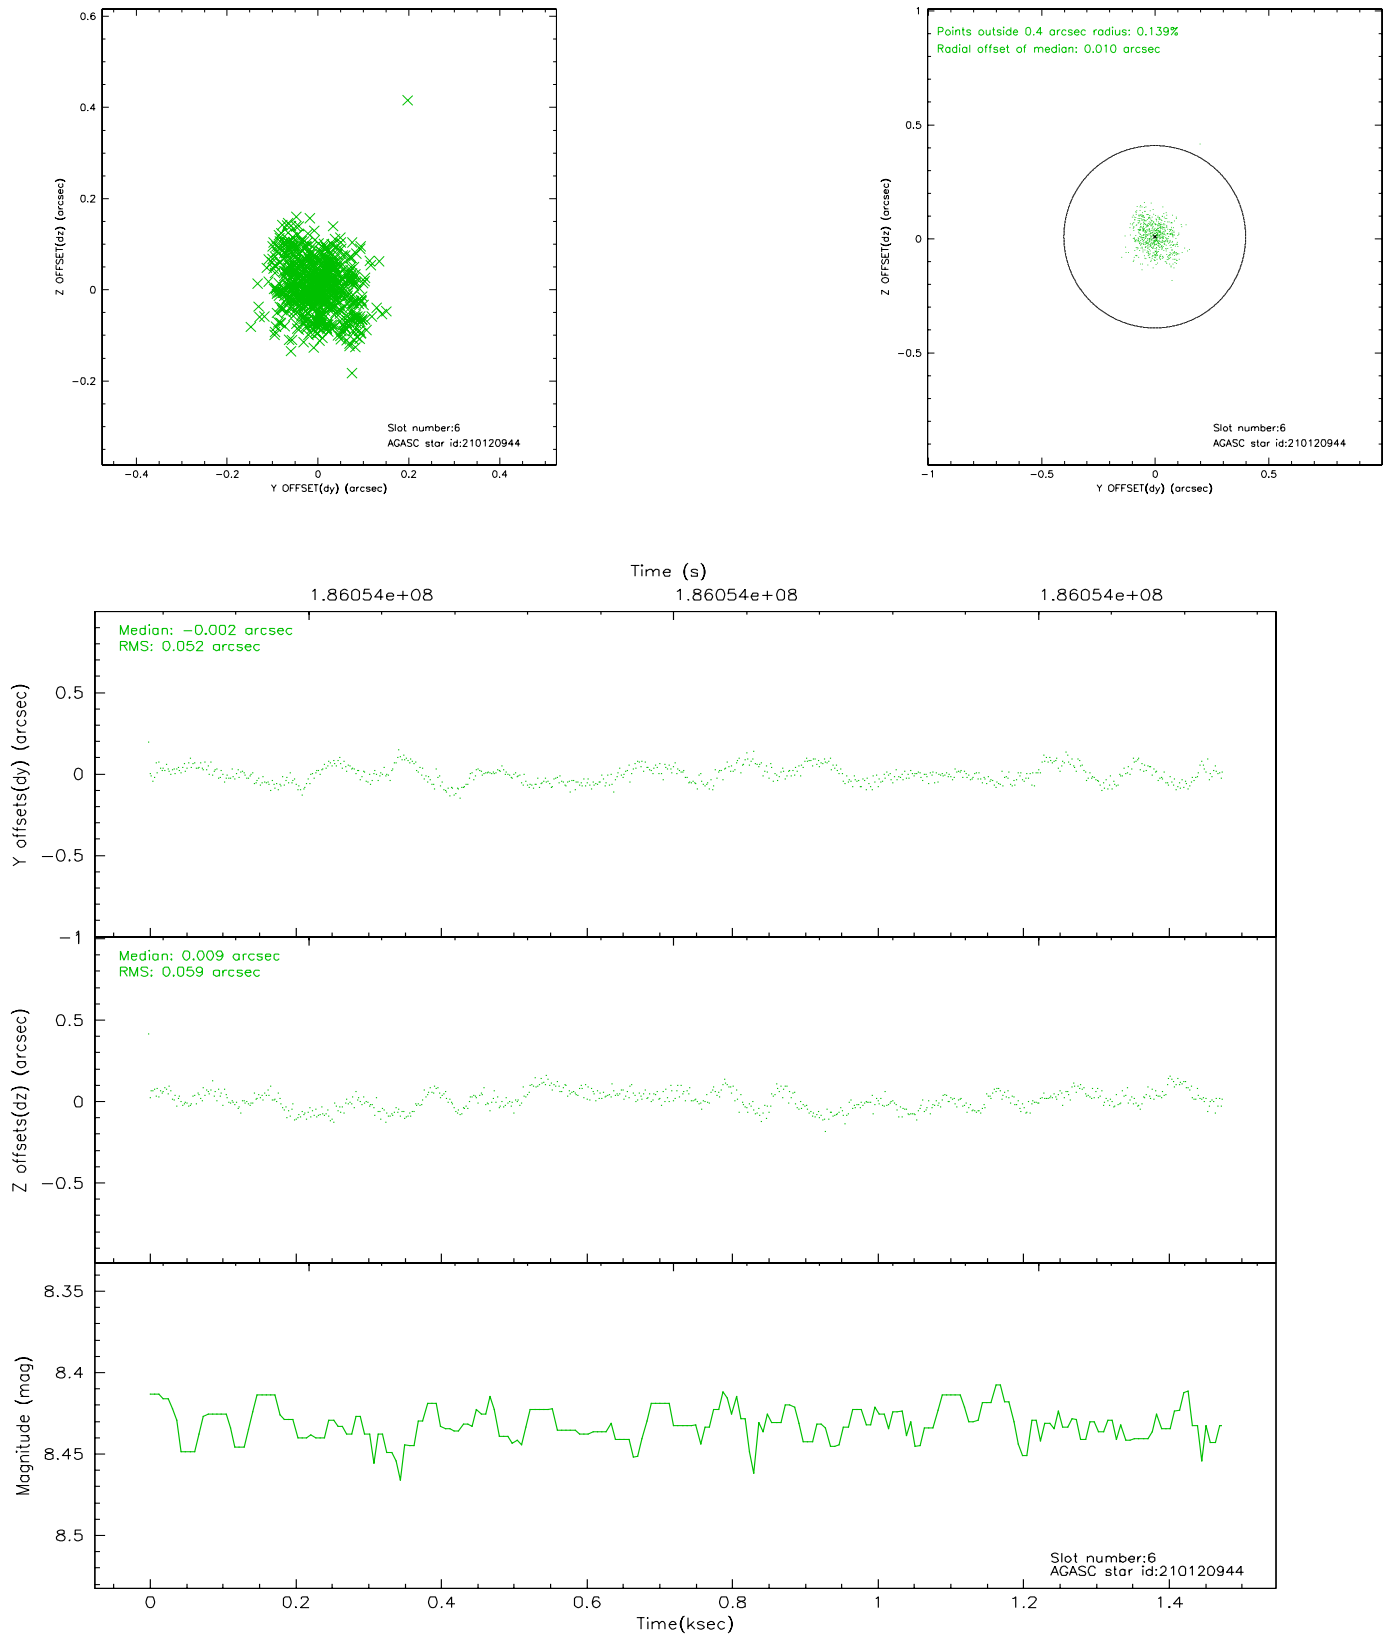 0.6
0.4
0.2
0
-0.2
Z OFFSET(dz) (arcsec)
Slot number:6
AGASC star id:210120944
-0.4 -0.2 0 0.2 0.4
Y OFFSET(dy) (arcsec)
1
0.5
0
-0.5
-1 -0.5 0 0.5
Z OFFSET(dz) (arcsec)
Points outside 0.4 arcsec radius: 0.139%
Radial offset of median: 0.010 arcsec
Slot number:6
AGASC star id:210120944
Y OFFSET(dy) (arcsec)
Time (s)
1.86054e+08 1.86054e+08 1.86054e+08
Median: -0.002 arcsec
RMS: 0.052 arcsec
0.5
0
-0.5
-1
Y offsets(dy) (arcsec)
Median: 0.009 arcsec
RMS: 0.059 arcsec
0.5
0
-0.5
Z offsets(dz) (arcsec)
8.35
8.4
8.45
8.5
Magnitude (mag)
Slot number:6
AGASC star id:210120944
0 0.2 0.4 0.6 0.8 1 1.2 1.4
Time(ksec)